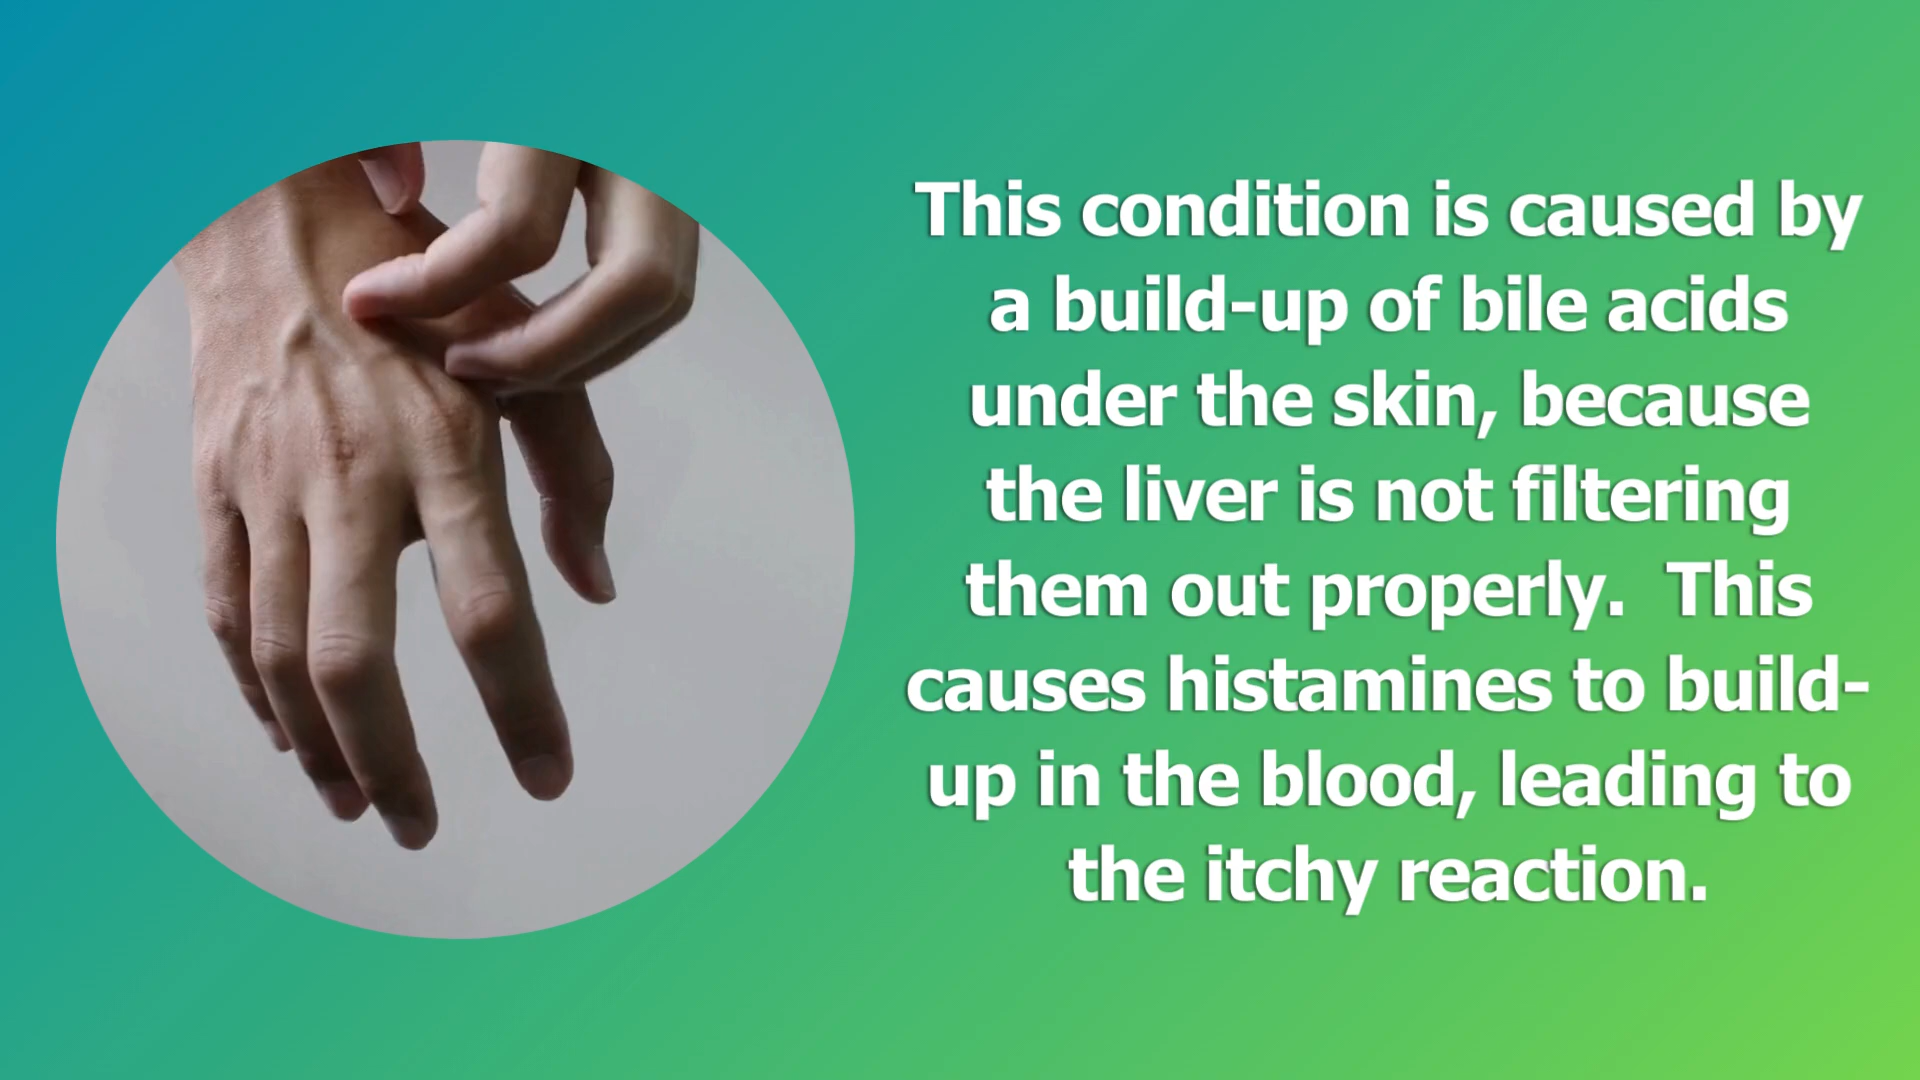 This condition is caused by
a build-up of bile acids
under the skin, because
the liver is not filtering
them out properly.  This
causes histamines to build-
up in the blood, leading to
the itchy reaction.